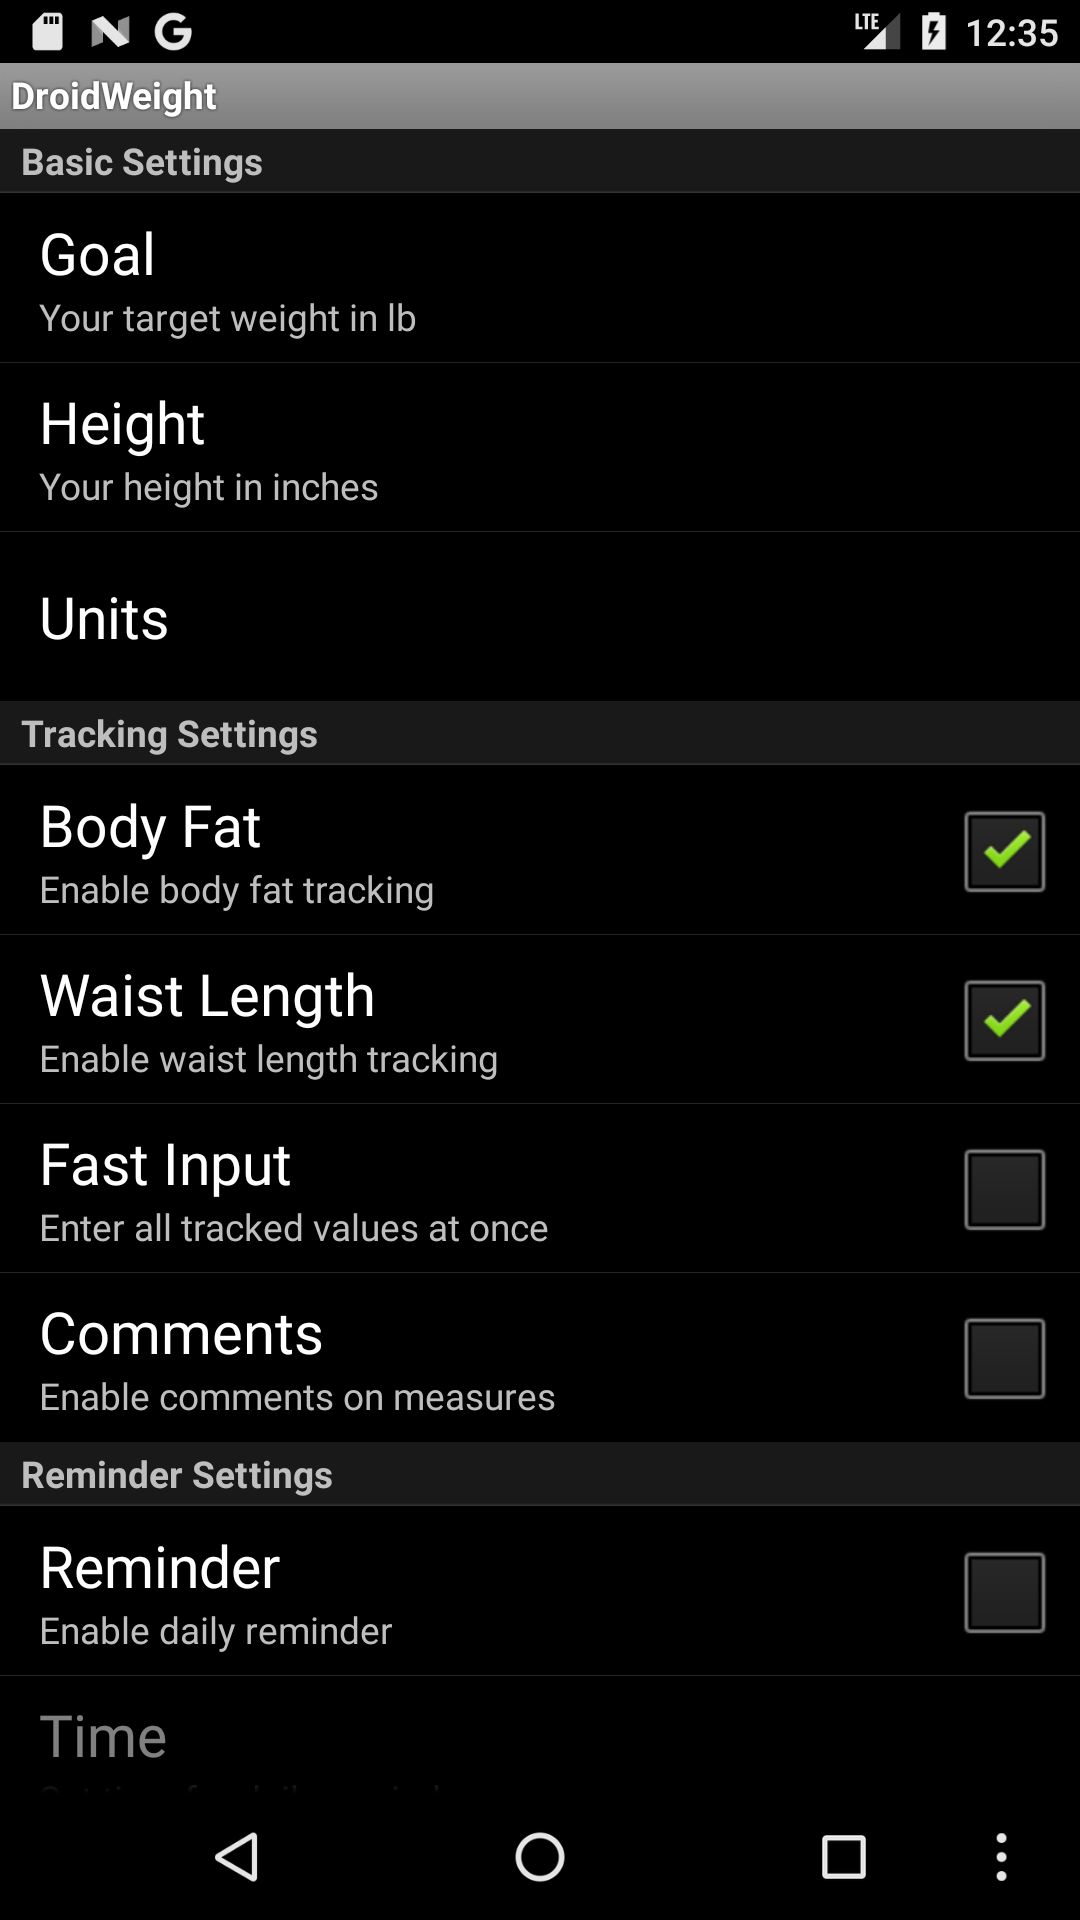 LTE 12:35
DroidWeight
Basic Settings
Goal
Your target weight in lb
Height
Your height in inches
Units
Tracking Settings
Body Fat
Enable body fat tracking
Waist Length
Enable waist length tracking
Fast Input
Enter all tracked values at once
Comments
Enable comments on measures
Reminder Settings
Reminder
Enable daily reminder
Time